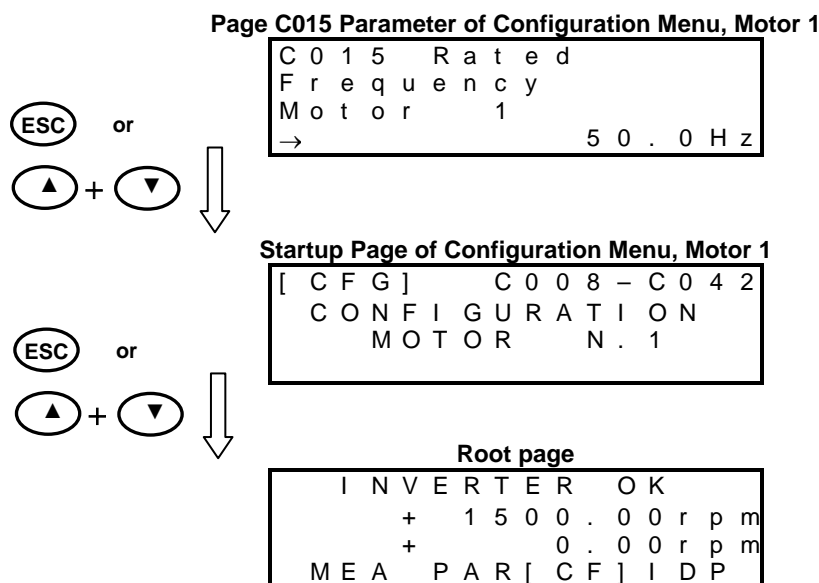 Page C015 Parameter of Configuration Menu, Motor 1
C015 Rated
Frequency
Motor 1
→ 50.0Hz
ESC or
▲ + ▼
Startup Page of Configuration Menu, Motor 1
[CFG] C008–C042
CONFIGURATION
MOTOR N.1
ESC or
▲ + ▼
Root page
INVERTER OK
+ 1500.00rpm
+ 0.00rpm
MEA PAR[CF]IDP